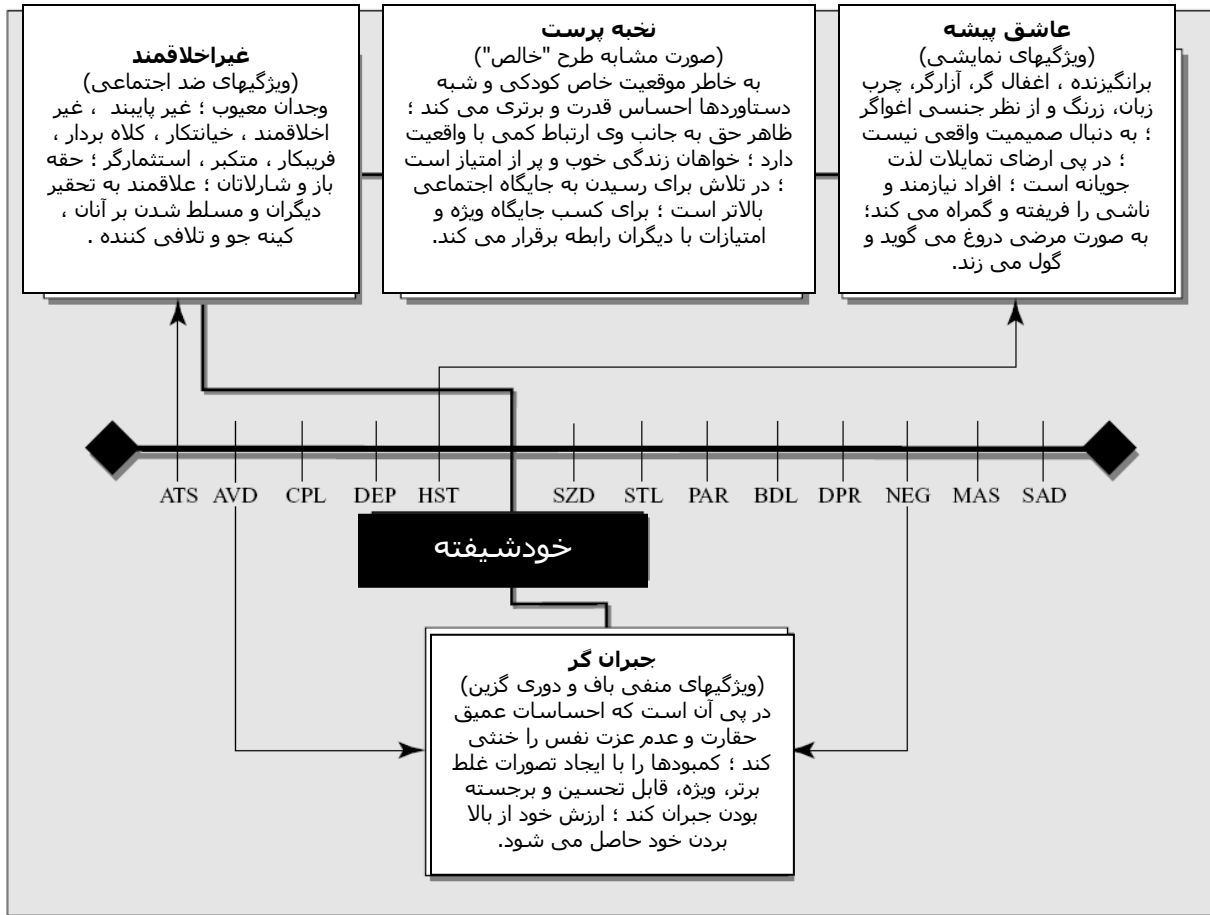 غیراخلاقمند
(ویژگیهای ضد اجتماعی)
وجدان معیوب ؛ غیر پایبند ، غیر
اخلاقمند ، خیانتکار ، کلاه بردار ،
فریبکار ، متکبر ، استثمارگر ؛ حقه
باز و شارلاتان ؛ علاقمند به تحقیر
دیگران و مسلط شدن بر آنان ،
کینه جو و تلافی کننده .
نخبه پرست
(صورت مشابه طرح "خالص")
به خاطر موقعیت خاص کودکی و شبه
دستاوردها احساس قدرت و برتری می کند ؛
ظاهر حق به جانب وی ارتباط کمی با واقعیت
دارد ؛ خواهان زندگی خوب و پر از امتیاز است
؛ در تلاش برای رسیدن به جایگاه اجتماعی
بالاتر است ؛ برای کسب جایگاه ویژه و
امتیازات با دیگران رابطه برقرار می کند.
عاشق پیشه
(ویژگیهای نمایشی)
برانگیزنده ، اغفال گر، آزارگر، چرب
زبان، زرنگ و از نظر جنسی اغواگر
؛ به دنبال صمیمیت واقعی نیست
؛ در پی ارضای تمایلات لذت
جویانه است ؛ افراد نیازمند و
ناشی را فریفته و گمراه می کند؛
به صورت مرضی دروغ می گوید و
گول می زند.
ATS AVD CPL DEP HST SZD STL PAR BDL DPR NEG MAS SAD
خودشیفته
جبران گر
(ویژگیهای منفی باف و دوری گزین)
در پی آن است که احساسات عمیق
حقارت و عدم عزت نفس را خنثی
کند ؛ کمبودها را با ایجاد تصورات غلط
برتر، ویژه، قابل تحسین و برجسته
بودن جبران کند ؛ ارزش خود از بالا
بردن خود حاصل می شود.